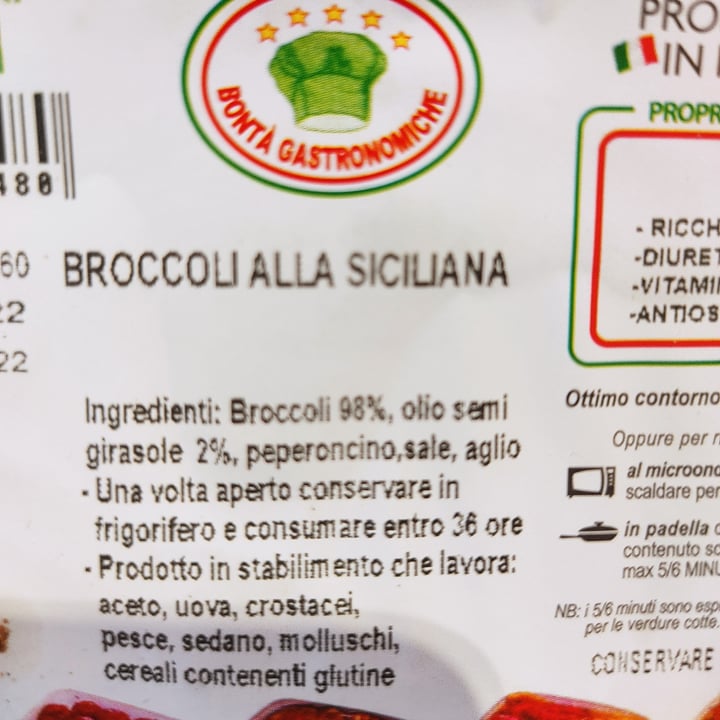 BONTÀ GASTRONOMICHE
PRO
IN
480
PROPR
- RICCH
-DIURET
-VITAMIN
-ANTIOS
60
22
22
BROCCOLI ALLA SICILIANA
Ingredienti: Broccoli 98%, olio semi
girasole 2%, peperoncino,sale, aglio
- Una volta aperto conservare in
frigorifero e consumare entro 36 ore
- Prodotto in stabilimento che lavora:
aceto, uova, crostacei,
pesce, sedano, molluschi,
cereali contenenti glutine
Ottimo contorno
Oppure per
al microono
scaldare per
in padella
contenuto
max 5/6 MINU
NB: i 5/6 minuti sono esp
per le verdure cotte.
CONSERVARE